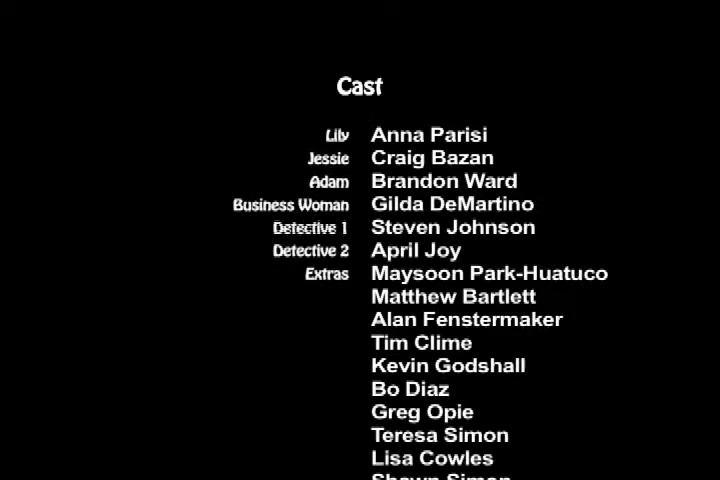 Cast
Lily Anna Parisi
Jessie Craig Bazan
Adam Brandon Ward
Business Woman Gilda DeMartino
Detective 1 Steven Johnson
Detective 2 April Joy
Extras Maysoon Park-Huatuco
Matthew Bartlett
Alan Fenstermaker
Tim Clime
Kevin Godshall
Bo Diaz
Greg Opie
Teresa Simon
Lisa Cowles
Shawn Simon